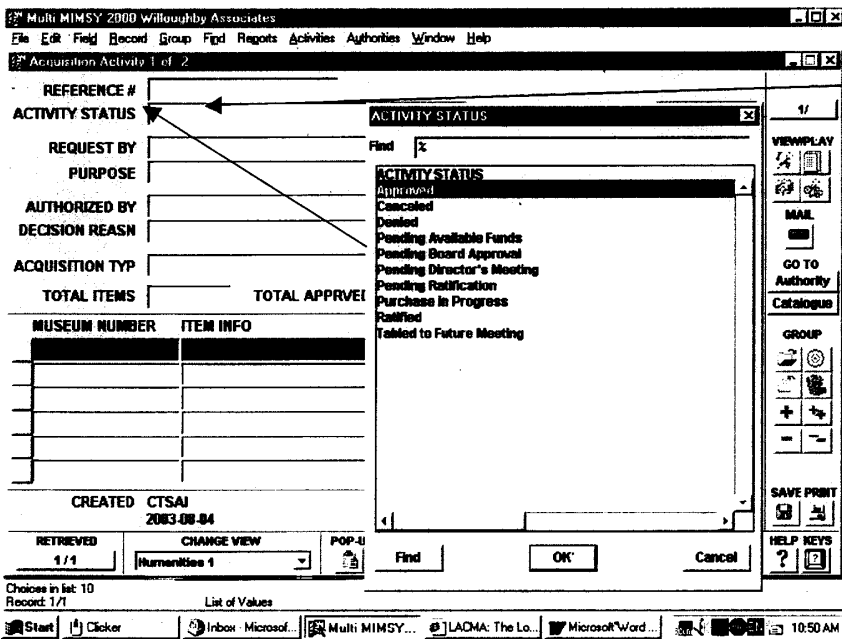 Multi MIMSY 2000 Willoughby Associates
File Edit Field Record Group Find Reports Activities Authorities Window Help
Acquisition Activity 1 of 2
REFERENCE #
ACTIVITY STATUS
REQUEST BY
PURPOSE
AUTHORIZED BY
DECISION REASN
ACQUISITION TYP
TOTAL ITEMS TOTAL APPRVE
MUSEUM NUMBER ITEM INFO
CREATED CTSAI
2003-08-04
RETRIEVED CHANGE VIEW POP-U
1/1 Humanities 1
ACTIVITY STATUS
Find %
ACTIVITY STATUS
Approved
Canceled
Denied
Pending Available Funds
Pending Board Approval
Pending Director's Meeting
Pending Ratification
Purchase in Progress
Ratified
Tabled to Future Meeting
Find OK Cancel
1/
VIEW/PLAY
MAIL
GO TO
Authority
Catalogue
GROUP
SAVE PRINT
HELP KEYS
Choices in list: 10
Record: 1/1 List of Values
Start Clicker Inbox - Microsof... Multi MIMSY... LACMA: The Lo... Microsoft Word... 10:50 AM